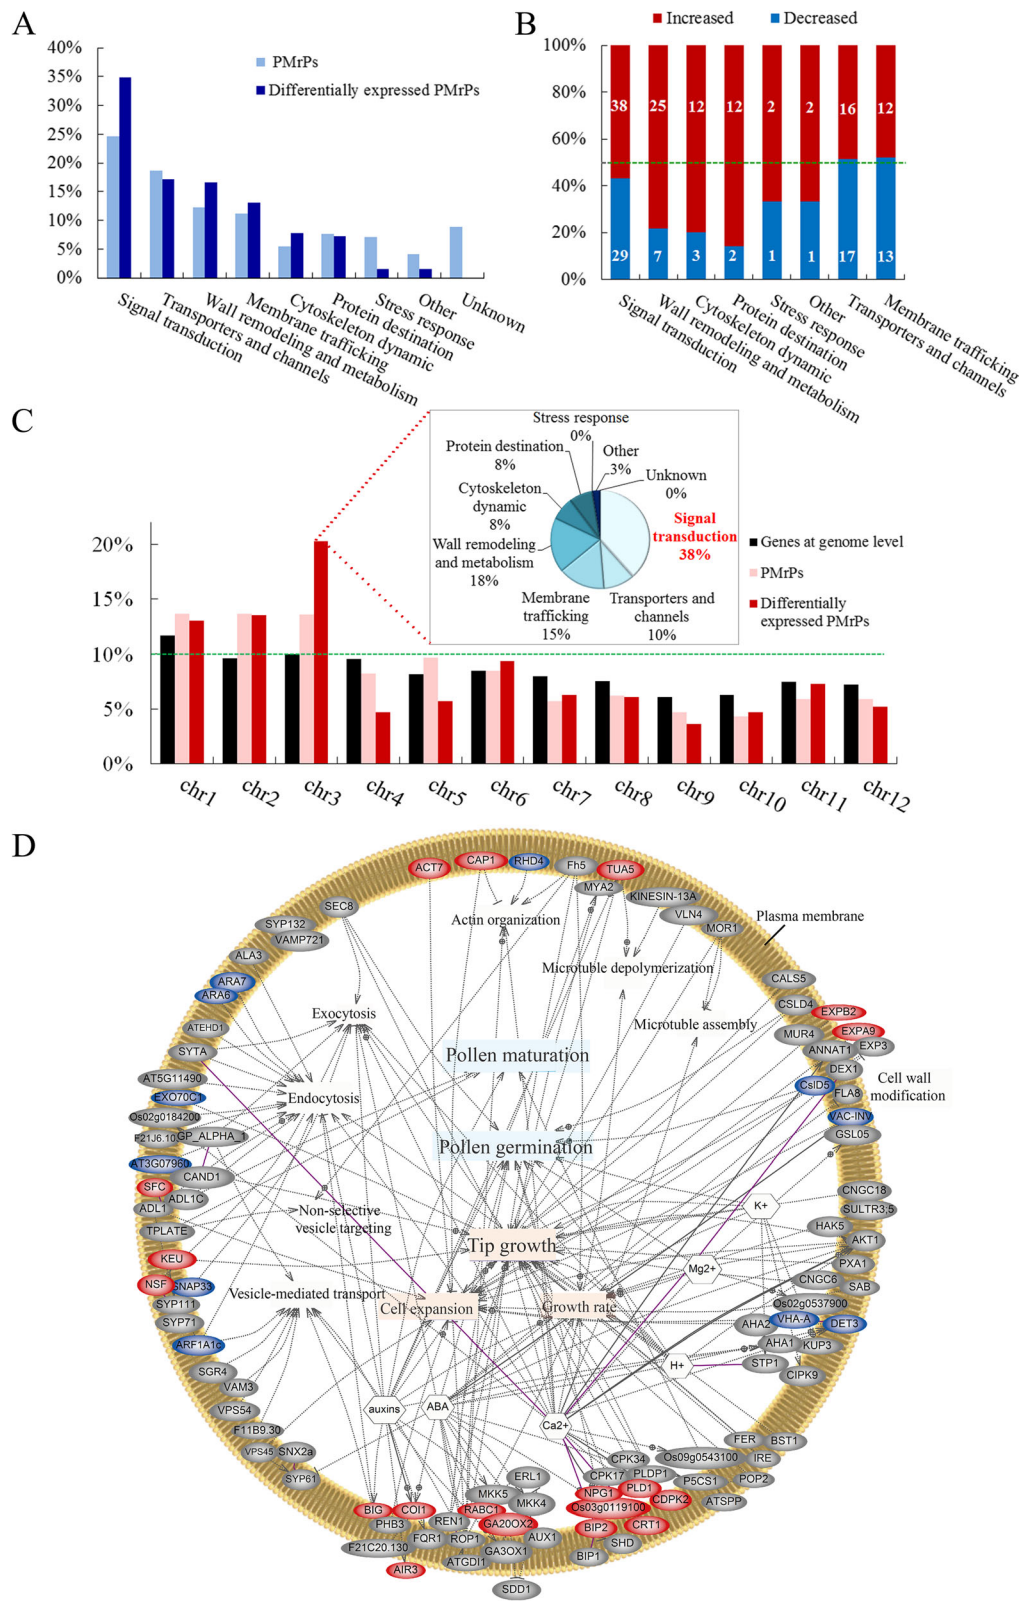 A
40%
35%
30%
25%
20%
15%
10%
5%
0%
PMrPs
Differentially expressed PMrPs
Signal transduction
Transporters and channels
Wall remodeling and metabolism
Membrane trafficking
Cytoskeleton dynamic
Protein destination
Stress response
Other
Unknown
B
Increased
Decreased
100%
80%
60%
40%
20%
0%
38 25 12 12 2 2 16 12
29 7 3 2 1 1 17 13
Signal transduction
Wall remodeling and metabolism
Cytoskeleton dynamic
Protein destination
Stress response
Other
Transporters and channels
Membrane trafficking
C
20%
15%
10%
5%
0%
Stress response
0%
Protein destination
8%
Other
3%
Unknown
0%
Cytoskeleton
dynamic
8%
Signal
transduction
38%
Wall remodeling
and metabolism
18%
Membrane
trafficking
15%
Transporters and
channels
10%
Genes at genome level
PMrPs
Differentially
expressed PMrPs
chr1 chr2 chr3 chr4 chr5 chr6 chr7 chr8 chr9 chr10 chr11 chr12
D
ACT7
CAP1
RHD4
Fh5
TUA5
MYA2
KINESIN-13A
VLN4
MOR1
Plasma membrane
SEC8
SYP132
VAMP721
ALA3
ARA7
ARA6
ATEHD1
SYTA
AT5G11490
EXO70C1
Os02g0184200
F21J6.10
GP_ALPHA_1
AT3G07960
CAND1
SFC
ADL1C
ADL1
TPLATE
KEU
NSF
SNAP33
SYP111
SYP71
ARF1A1c
SGR4
VAM3
VPS54
F11B9.30
VPS45
SNX2a
SYP61
Actin organization
Microtuble depolymerization
Microtuble assembly
Exocytosis
Pollen maturation
Endocytosis
Pollen germination
Non-selective
vesicle targeting
Tip growth
Vesicle-mediated transport
Cell expansion
Growth rate
K+
Mg2+
H+
Ca2+
auxins
ABA
CALS5
CSLD4
EXPB2
MUR4
EXPA9
EXP3
ANNAT1
DEX1
Cell wall
modification
CslD5
FLA8
VAC-INV
GSL05
CNGC18
SULTR3;5
HAK5
AKT1
PXA1
CNGC6
SAB
Os02g0537900
AHA2
VHA-A
DET3
AHA1
KUP3
STP1
CIPK9
FER
BST1
Os09g0543100
IRE
CPK34
CPK17
PLDP1
P5CS1
POP2
NPG1
PLD1
CDPK2
ATSPP
Os03g0119100
BIP2
CRT1
SHD
BIP1
ERL1
MKK5
MKK4
RABC1
GA20OX2
BIG
COI1
PHB3
REN1
FQR1
ROP1
AUX1
F21C20.130
ATGDI1
GA3OX1
AIR3
SDD1